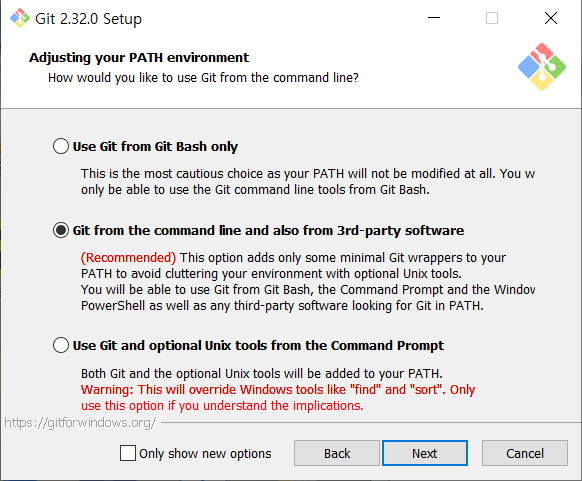 Git 2.32.0 Setup
Adjusting your PATH environment
How would you like to use Git from the command line?
Use Git from Git Bash only
This is the most cautious choice as your PATH will not be modified at all. You w
only be able to use the Git command line tools from Git Bash.
Git from the command line and also from 3rd-party software
(Recommended) This option adds only some minimal Git wrappers to your
PATH to avoid cluttering your environment with optional Unix tools.
You will be able to use Git from Git Bash, the Command Prompt and the Window
PowerShell as well as any third-party software looking for Git in PATH.
Use Git and optional Unix tools from the Command Prompt
Both Git and the optional Unix tools will be added to your PATH.
Warning: This will override Windows tools like "find" and "sort". Only
use this option if you understand the implications.
https://gitforwindows.org/
Only show new options
Back
Next
Cancel